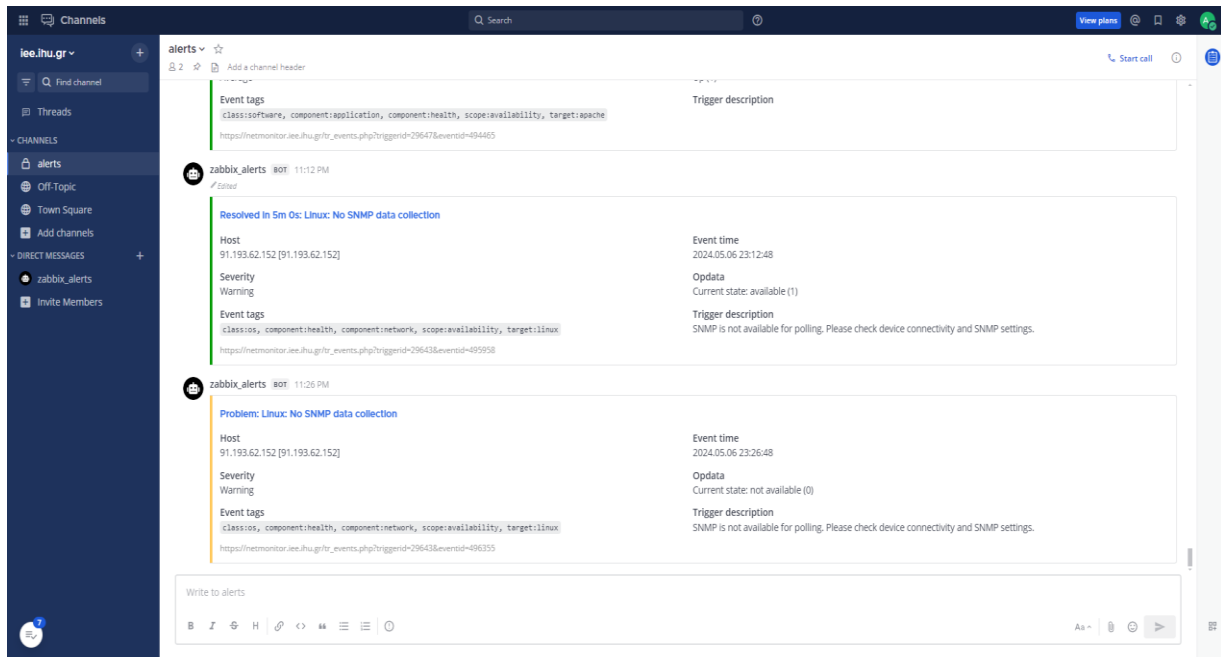 Channels
Search
View plans
iee.ihu.gr
Find channel
Threads
CHANNELS
alerts
Off-Topic
Town Square
Add channels
DIRECT MESSAGES
zabbix_alerts
Invite Members
7
alerts
2 Add a channel header
Start call
Event tags Trigger description
class:software, component:application, component:health, scope:availability, target:apache
https://netmonitor.iee.ihu.gr/tr_events.php?triggerid=29647&eventid=494465
zabbix_alerts BOT 11:12 PM
Edited
Resolved in 5m 0s: Linux: No SNMP data collection
Host Event time
91.193.62.152 [91.193.62.152] 2024.05.06 23:12:48
Severity Opdata
Warning Current state: available (1)
Event tags Trigger description
class:os, component:health, component:network, scope:availability, target:linux SNMP is not available for polling. Please check device connectivity and SNMP settings.
https://netmonitor.iee.ihu.gr/tr_events.php?triggerid=29643&eventid=495958
zabbix_alerts BOT 11:26 PM
Problem: Linux: No SNMP data collection
Host Event time
91.193.62.152 [91.193.62.152] 2024.05.06 23:26:48
Severity Opdata
Warning Current state: not available (0)
Event tags Trigger description
class:os, component:health, component:network, scope:availability, target:linux SNMP is not available for polling. Please check device connectivity and SNMP settings.
https://netmonitor.iee.ihu.gr/tr_events.php?triggerid=29643&eventid=496355
Write to alerts
B I S H Aa